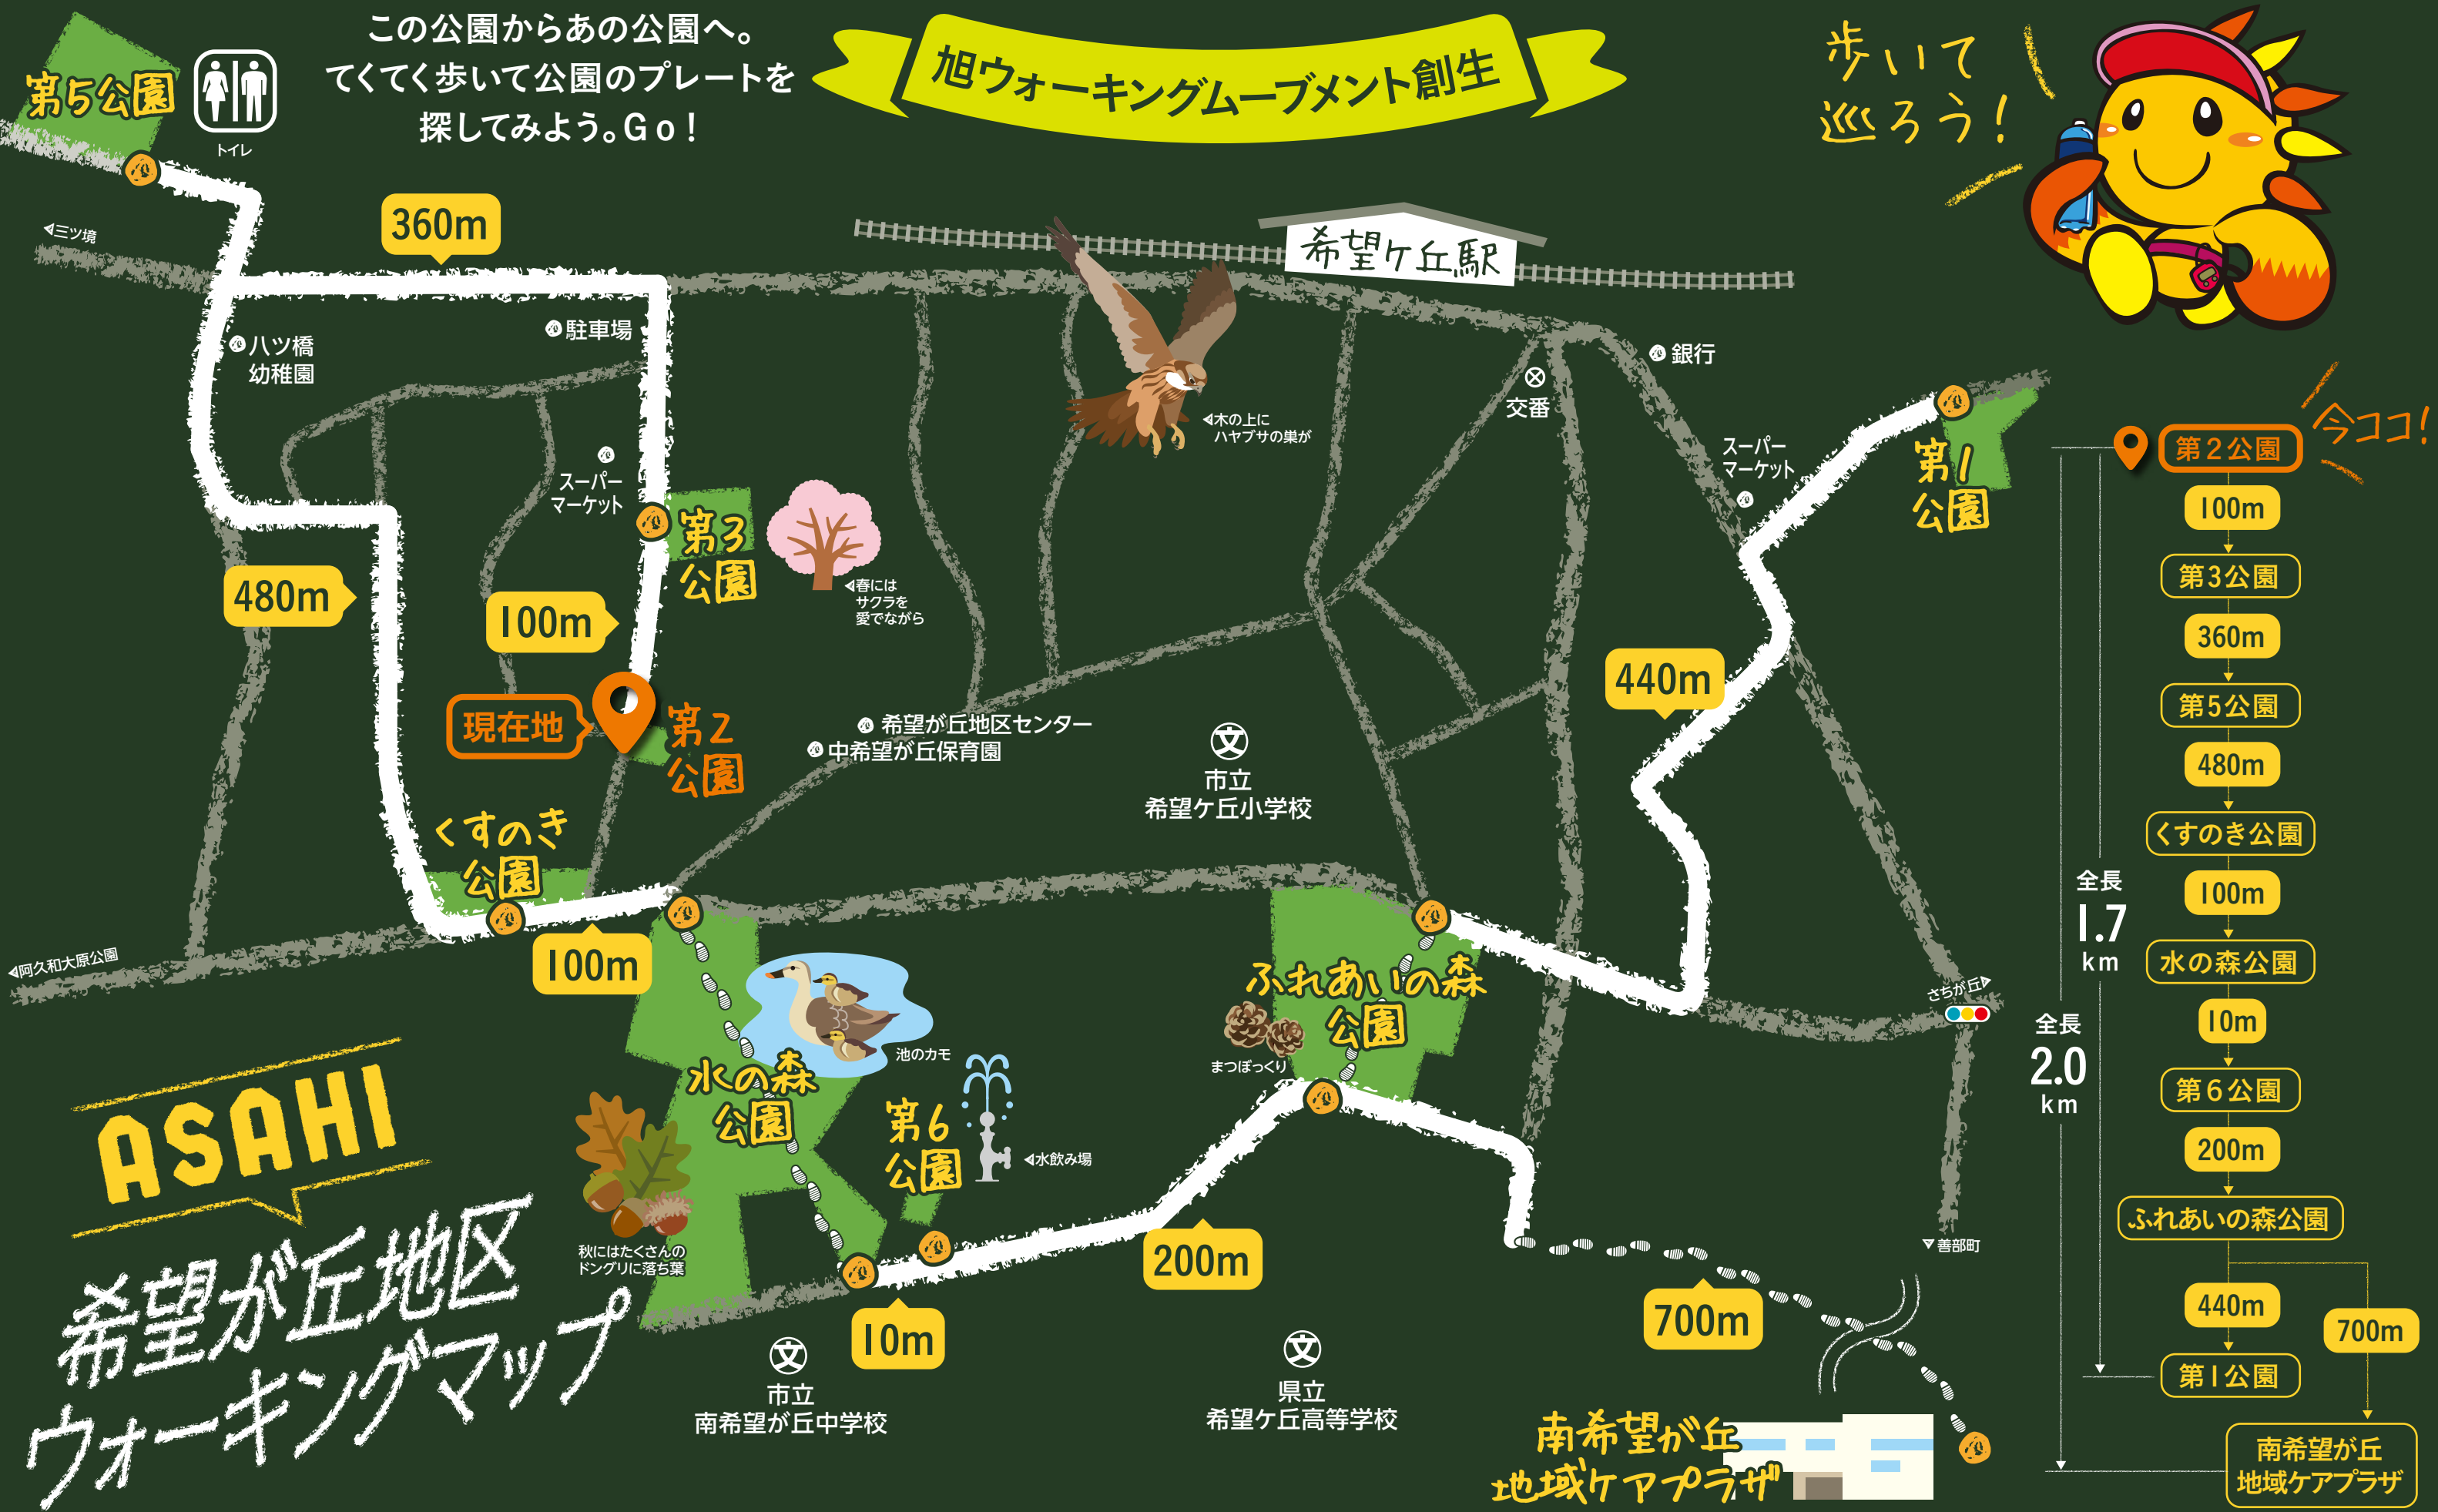 この公園からあの公園へ。
てくてく歩いて公園のプレートを
探してみよう。Go!
旭ウォーキングムーブメント創生
歩いて
巡ろう!
第5公園
トイレ
三ツ境
360m
希望ケ丘駅
八ツ橋
幼稚園
駐車場
木の上に
ハヤブサの巣が
交番
銀行
スーパー
マーケット
第1
公園
スーパー
マーケット
第3
公園
春には
サクラを
愛でながら
480m
100m
440m
現在地
第2
公園
希望が丘地区センター
中希望が丘保育園
市立
希望ケ丘小学校
くすのき
公園
100m
阿久和大原公園
池のカモ
水の森
公園
ふれあいの森
公園
まつぼっくり
さちが丘
第6
公園
水飲み場
秋にはたくさんの
ドングリに落ち葉
200m
10m
善部町
700m
市立
南希望が丘中学校
県立
希望ケ丘高等学校
南希望が丘
地域ケアプラザ
ASAHI
希望が丘地区
ウォーキングマップ
今ココ!
第2公園
100m
第3公園
360m
第5公園
480m
くすのき公園
100m
水の森公園
10m
第6公園
200m
ふれあいの森公園
440m
700m
第1公園
南希望が丘
地域ケアプラザ
全長
1.7
km
全長
2.0
km
文
文
文